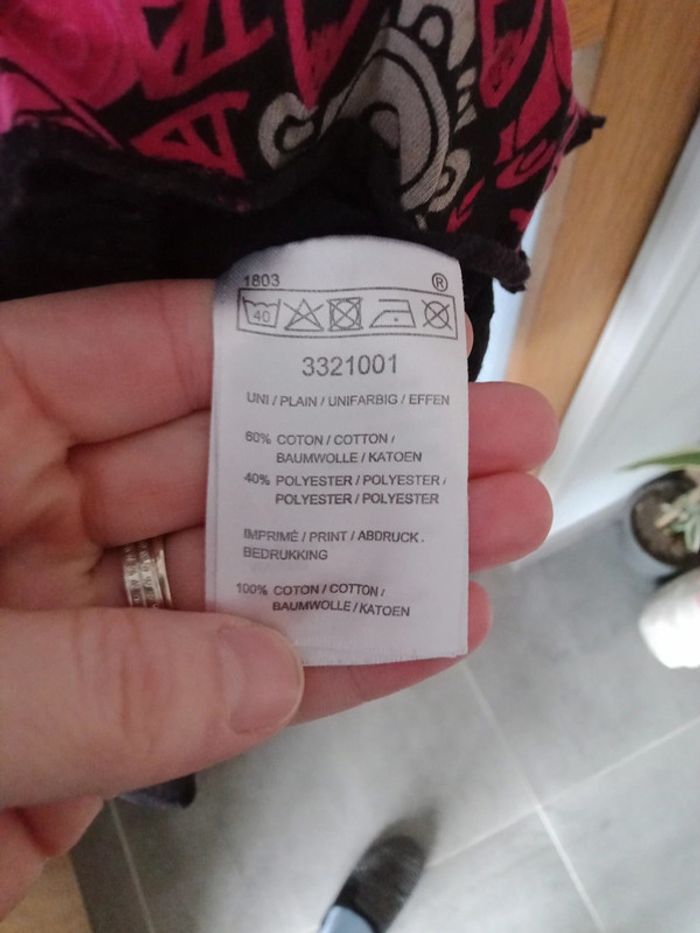 1803 ®
40
3321001
UNI / PLAIN / UNIFARBIG / EFFEN
60% COTON / COTTON /
BAUMWOLLE / KATOEN
40% POLYESTER / POLYESTER /
POLYESTER / POLYESTER
IMPRIMÉ / PRINT / ABDRUCK.
BEDRUKKING
100% COTON / COTTON /
BAUMWOLLE / KATOEN